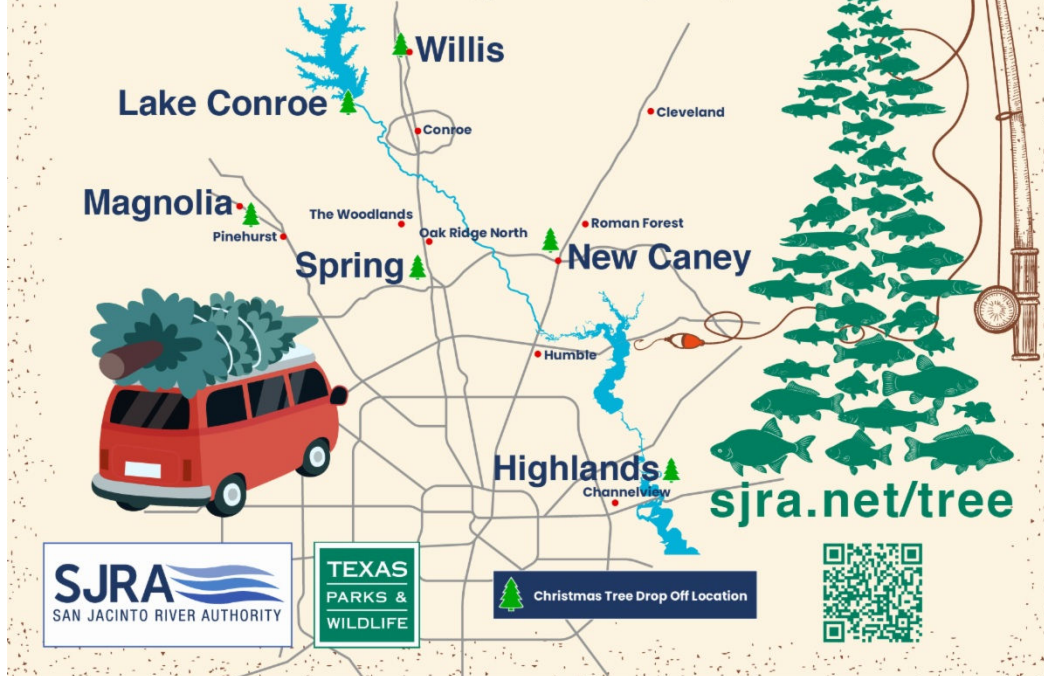 Willis
Lake Conroe
Conroe
Cleveland
Magnolia
The Woodlands
Roman Forest
Pinehurst
Oak Ridge North
Spring
New Caney
Humble
Highlands
Channelview
sjra.net/tree
SJRA
SAN JACINTO RIVER AUTHORITY
TEXAS
PARKS &
WILDLIFE
Christmas Tree Drop Off Location